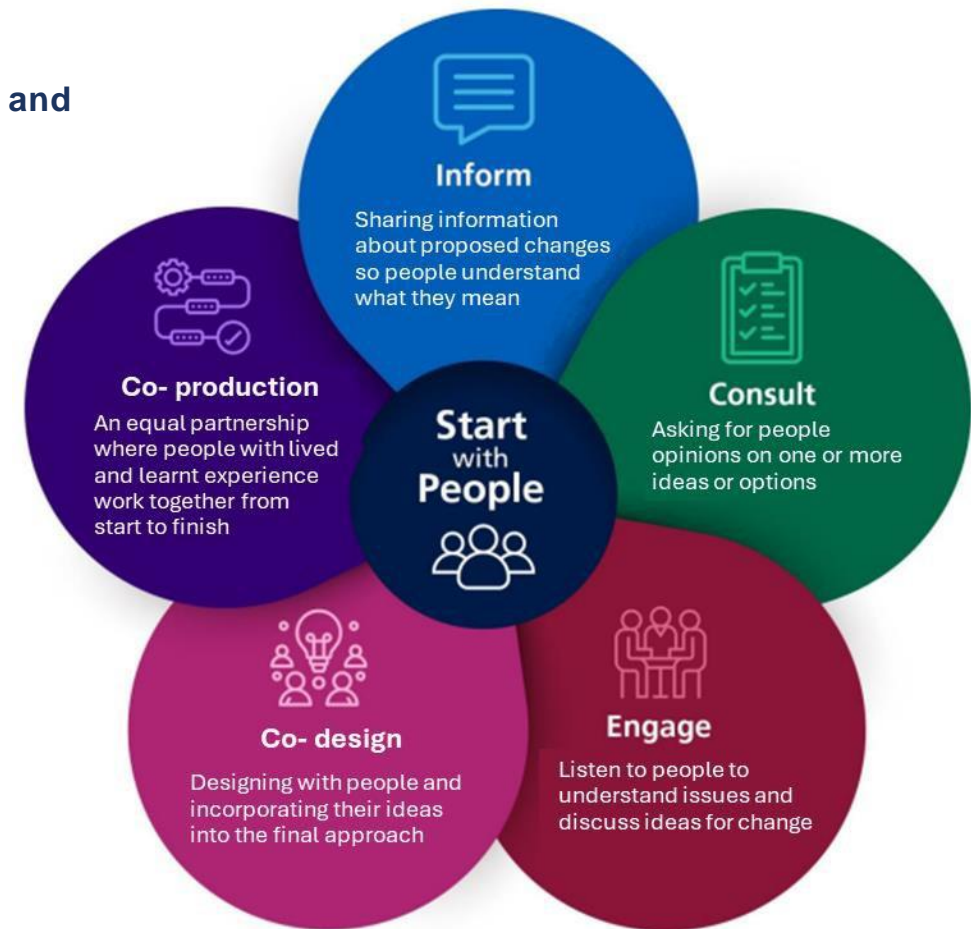 and
Inform
Sharing information
about proposed changes
so people understand
what they mean
Consult
Asking for people
opinions on one or more
ideas or options
Engage
Listen to people to
understand issues and
discuss ideas for change
Co- design
Designing with people and
incorporating their ideas
into the final approach
Co- production
An equal partnership
where people with lived
and learnt experience
work together from
start to finish
Start
with
People